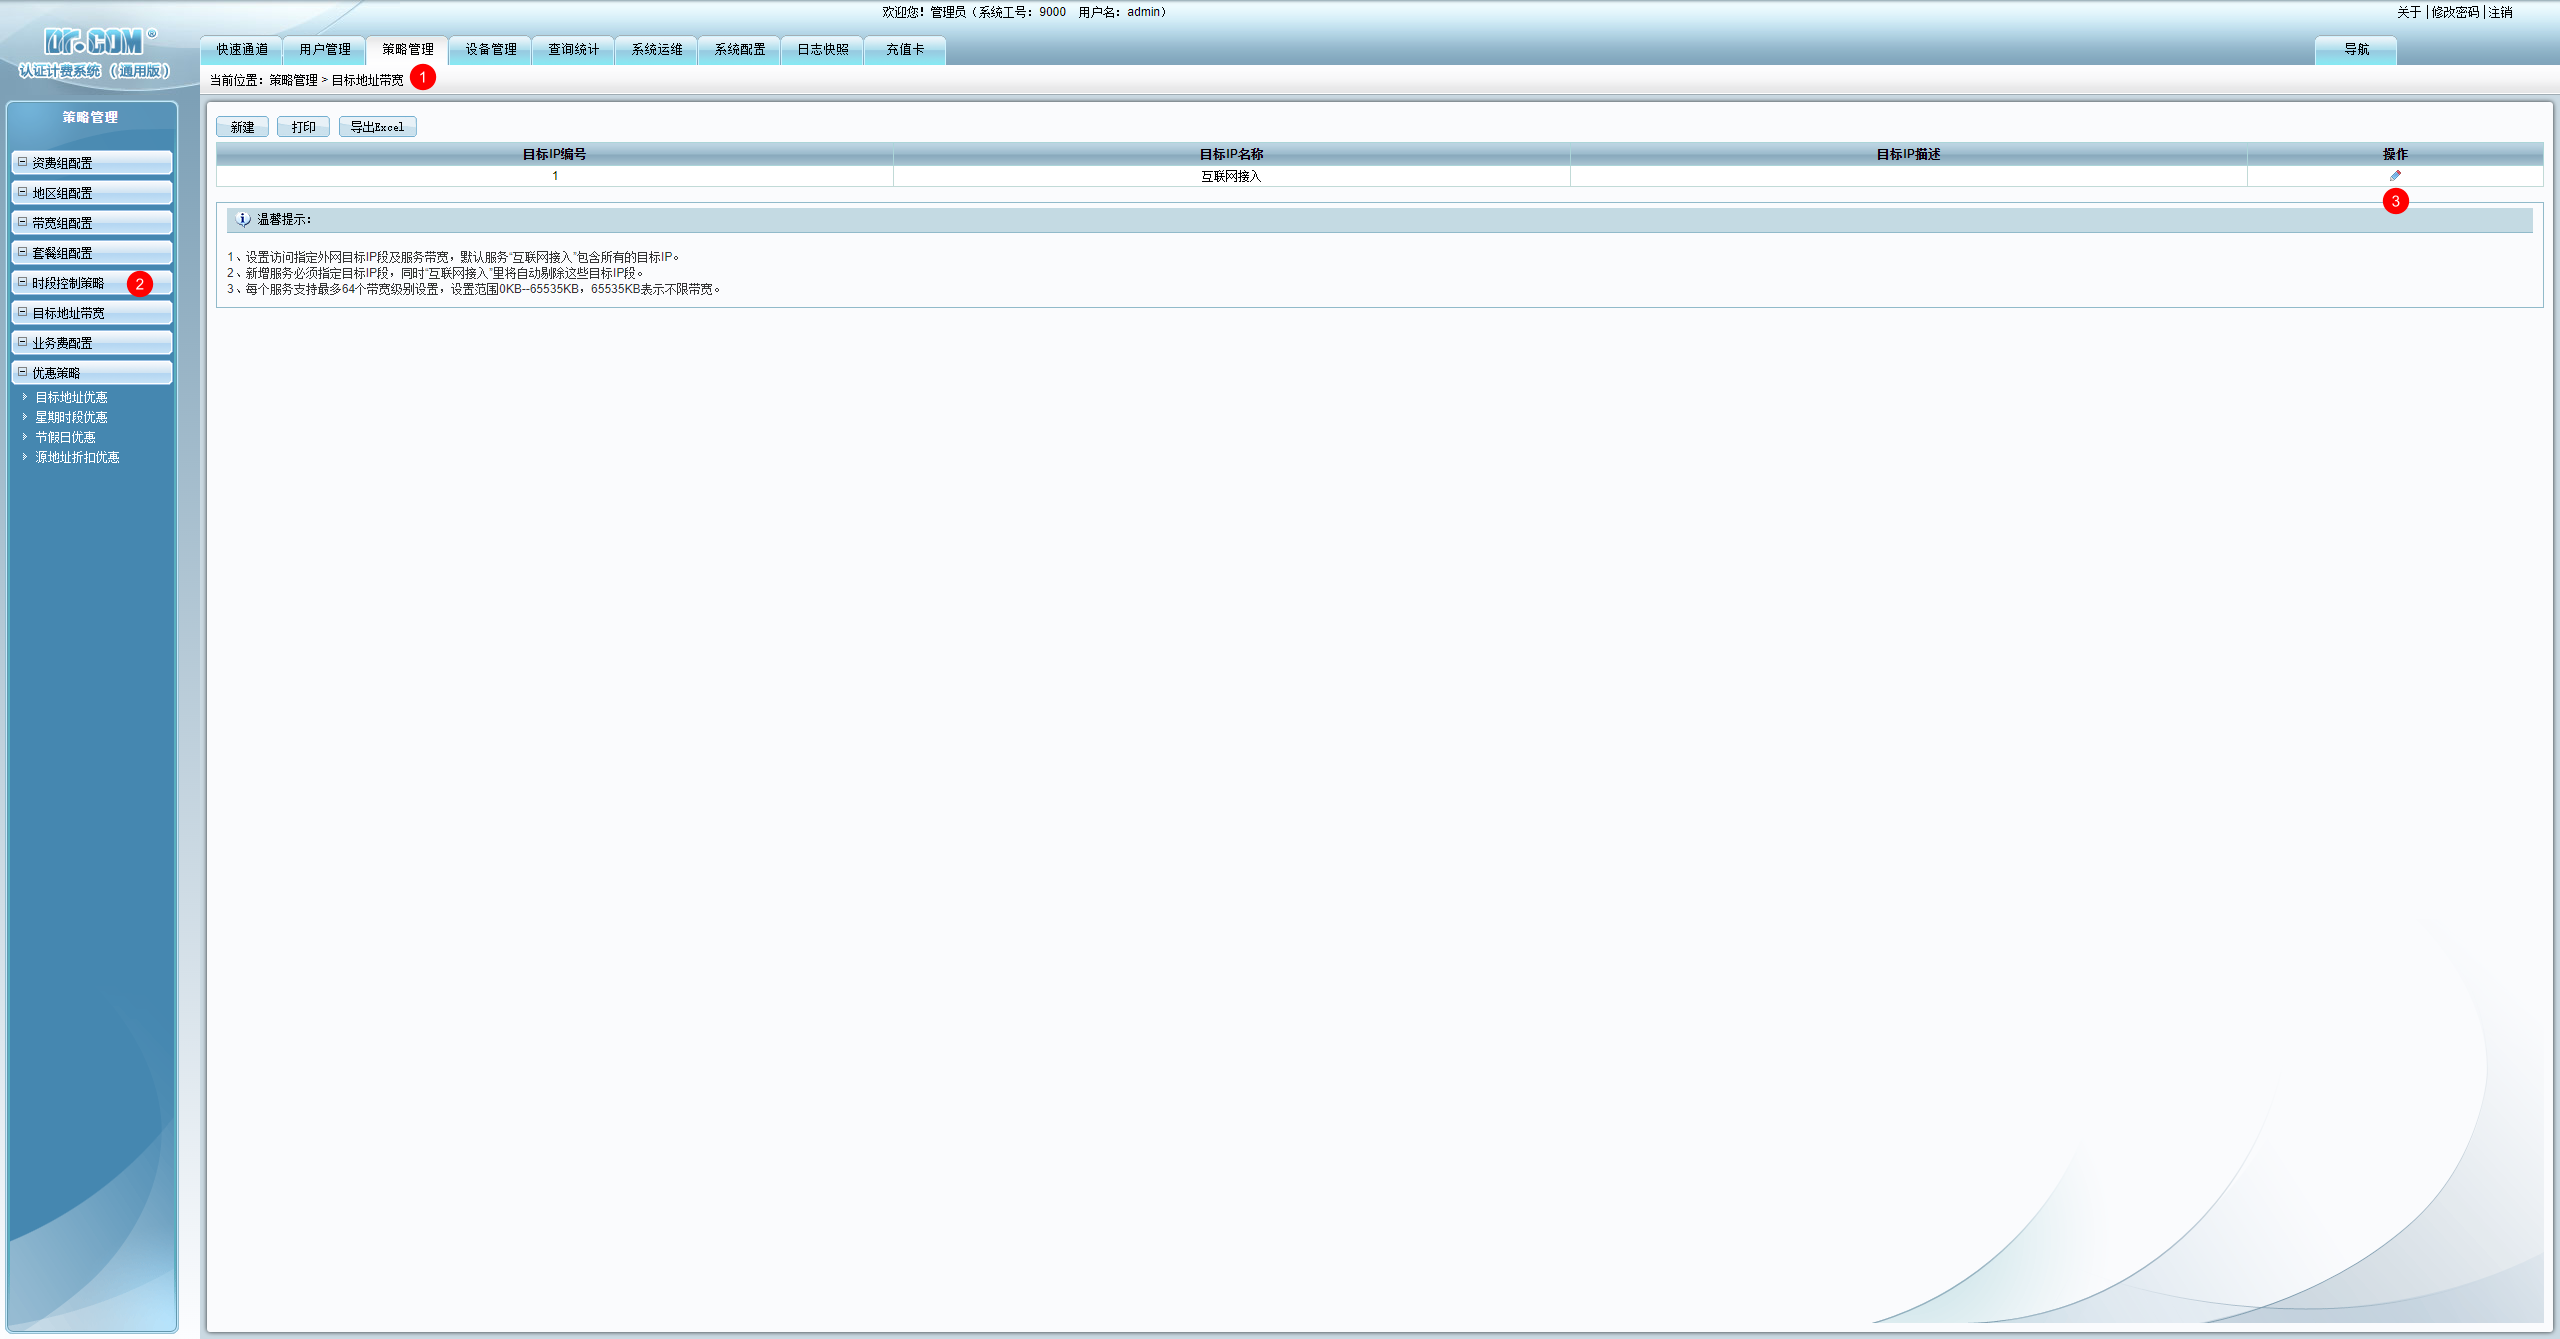 欢迎您！管理员（系统工号：9000 用户名：admin）
关于 | 修改密码 | 注销
Dr.COM®
认证计费系统（通用版）
快速通道 用户管理 策略管理 设备管理 查询统计 系统运维 系统配置 日志快照 充值卡 导航
当前位置：策略管理 > 目标地址带宽 1
策略管理
资费组配置
地区组配置
带宽组配置
套餐组配置
时段控制策略 2
目标地址带宽
业务费配置
优惠策略
目标地址优惠
星期时段优惠
节假日优惠
源地址折扣优惠
新建 打印 导出Excel
目标IP编号 目标IP名称 目标IP描述 操作
1 互联网接入
3
温馨提示：
1、设置访问指定外网目标IP段及服务带宽，默认服务“互联网接入”包含所有的目标IP。
2、新增服务必须指定目标IP段，同时“互联网接入”里将自动剔除这些目标IP段。
3、每个服务支持最多64个带宽级别设置，设置范围0KB--65535KB，65535KB表示不限带宽。